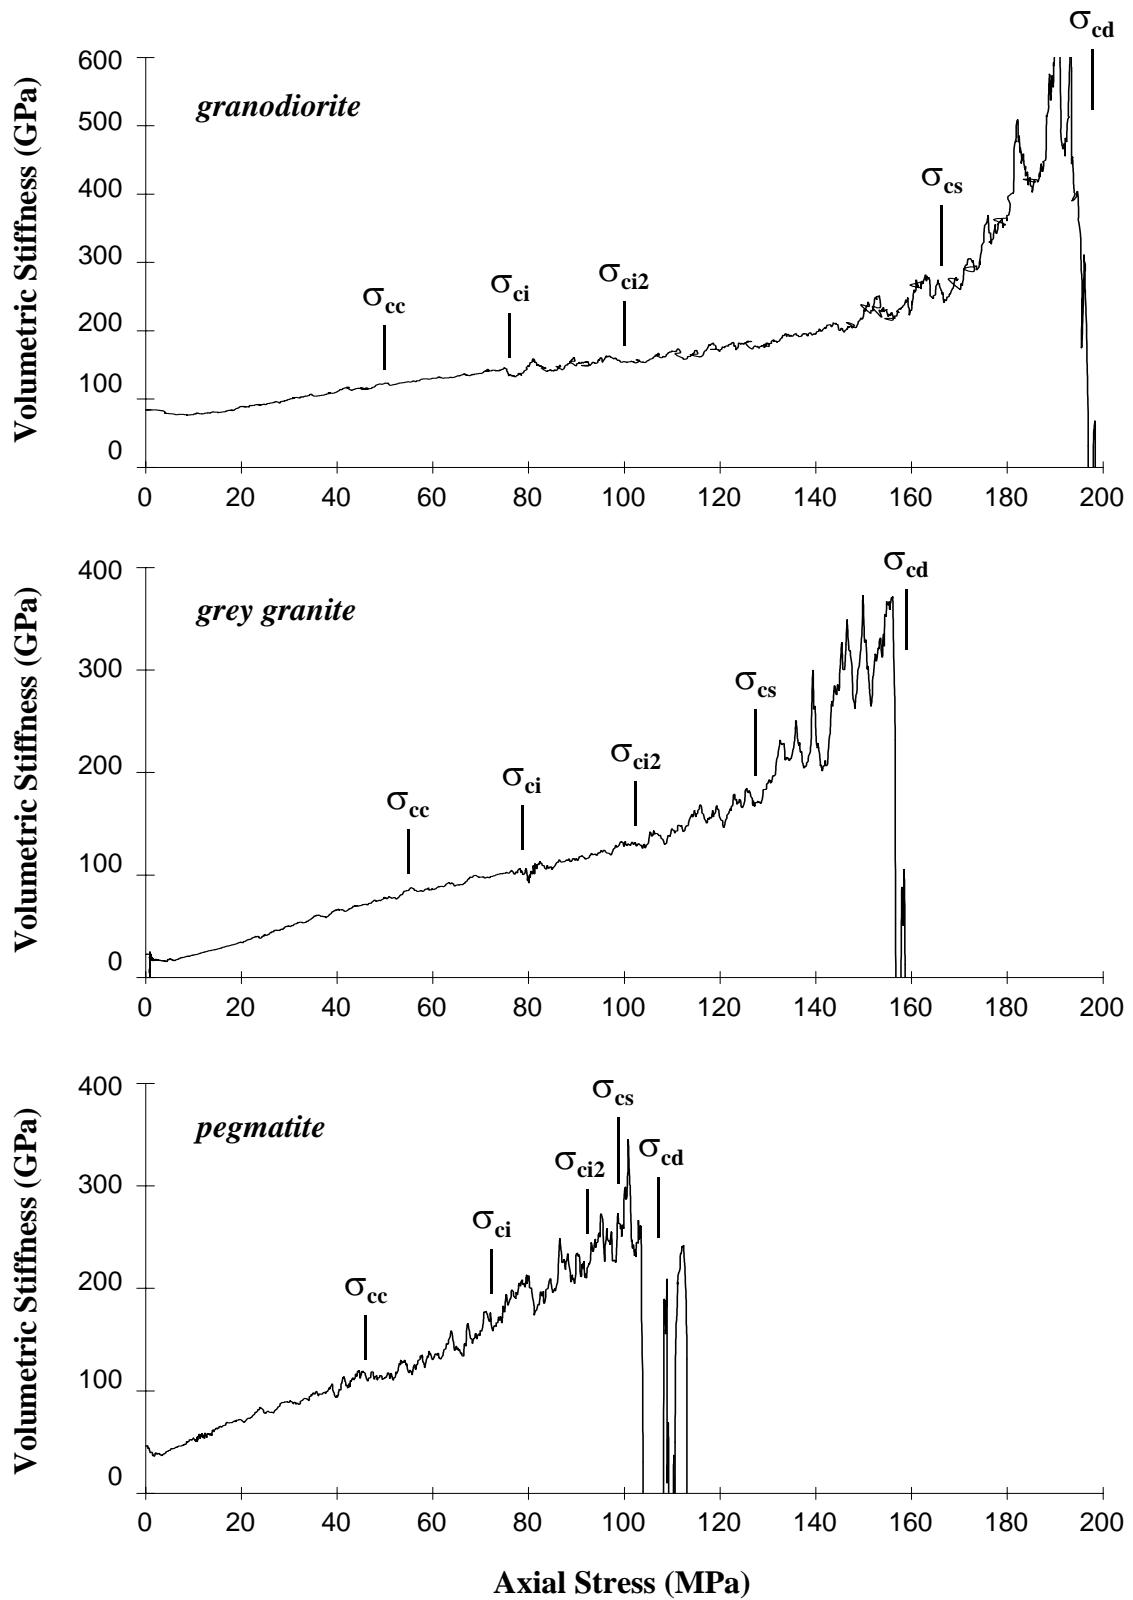 σcd
600
granodiorite
500
400
σcs
300
σci2
σci
σcc
200
100
0
Volumetric Stiffness (GPa)
0 20 40 60 80 100 120 140 160 180 200
400
σcd
grey granite
300
σcs
σci2
200
σci
σcc
100
0
Volumetric Stiffness (GPa)
0 20 40 60 80 100 120 140 160 180 200
400
σcs
pegmatite
σcd
σci2
300
σci
200
σcc
100
0
Volumetric Stiffness (GPa)
0 20 40 60 80 100 120 140 160 180 200
Axial Stress (MPa)